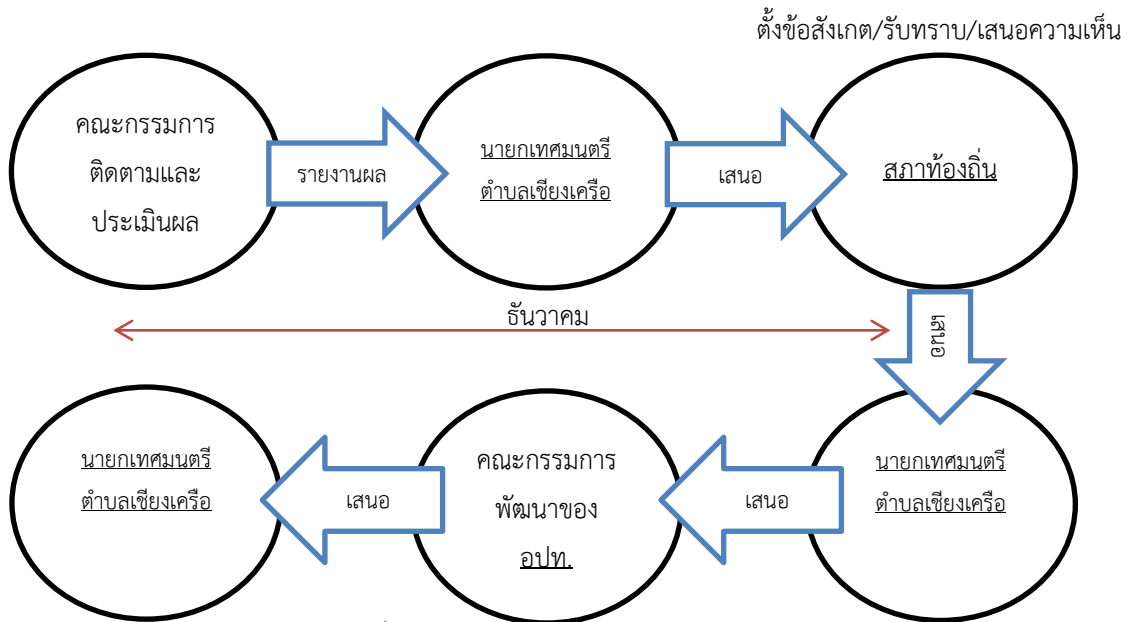 ตั้งข้อสังเกต/รับทราบ/เสนอความเห็น
คณะกรรมการ
ติดตามและ
ประเมินผล
รายงานผล
นายกเทศมนตรี
ตำบลเชียงเครือ
เสนอ
สภาท้องถิ่น
ธันวาคม
เสนอ
นายกเทศมนตรี
ตำบลเชียงเครือ
เสนอ
คณะกรรมการ
พัฒนาของ
อปท.
เสนอ
นายกเทศมนตรี
ตำบลเชียงเครือ